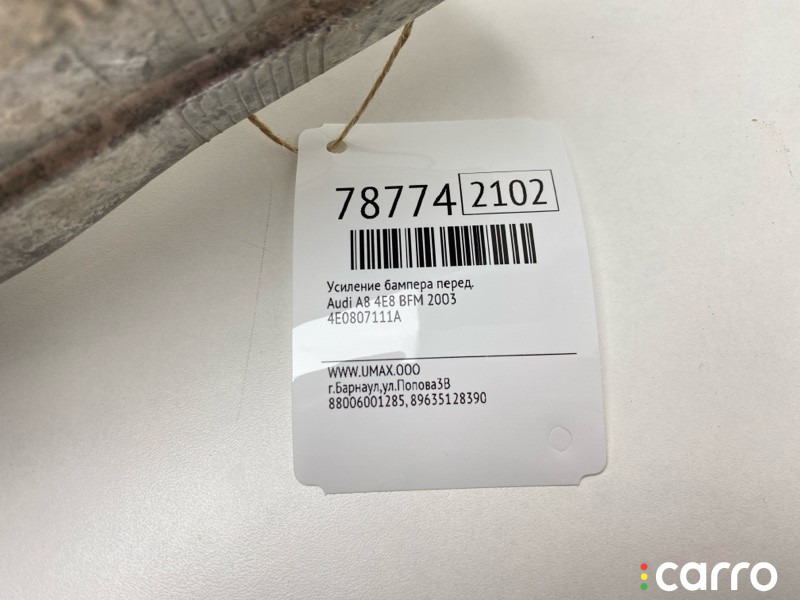 78774 2102
Усиление бампера перед.
Audi A8 4E8 BFM 2003
4E0807111A
WWW.UMAX.OOO
г.Барнаул,ул.Попова3В
88006001285, 89635128390
carro